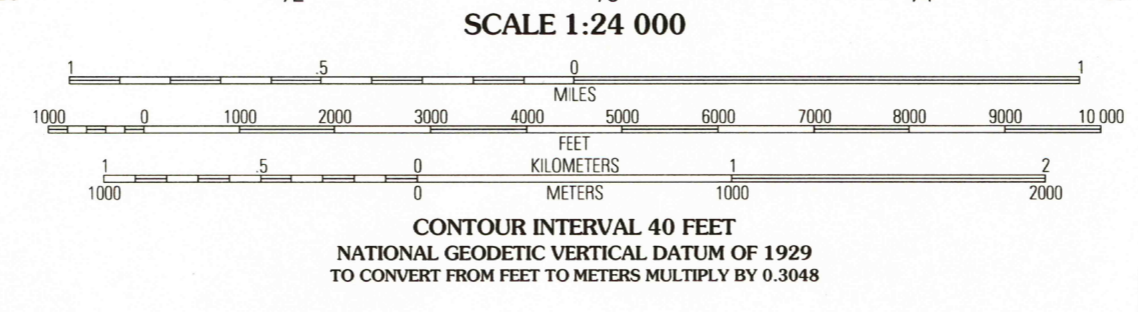 SCALE 1:24 000
1 .5 0 1
MILES
1000 0 1000 2000 3000 4000 5000 6000 7000 8000 9000 10 000
FEET
1 .5 0 KILOMETERS 1 2
1000 0 METERS 1000 2000
CONTOUR INTERVAL 40 FEET
NATIONAL GEODETIC VERTICAL DATUM OF 1929
TO CONVERT FROM FEET TO METERS MULTIPLY BY 0.3048